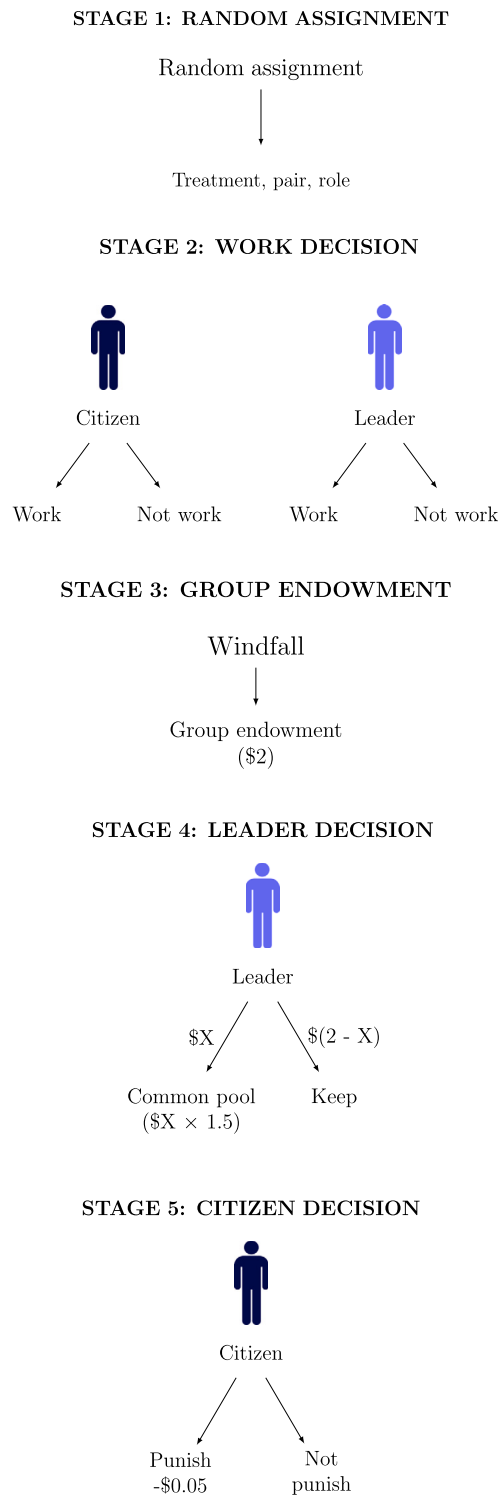 STAGE 1: RANDOM ASSIGNMENT
Random assignment
Treatment, pair, role
STAGE 2: WORK DECISION
Citizen
Leader
Work
Not work
Work
Not work
STAGE 3: GROUP ENDOWMENT
Windfall
Group endowment
($2)
STAGE 4: LEADER DECISION
Leader
$X
$(2 - X)
Common pool
($X × 1.5)
Keep
STAGE 5: CITIZEN DECISION
Citizen
Punish
-$0.05
Not
punish